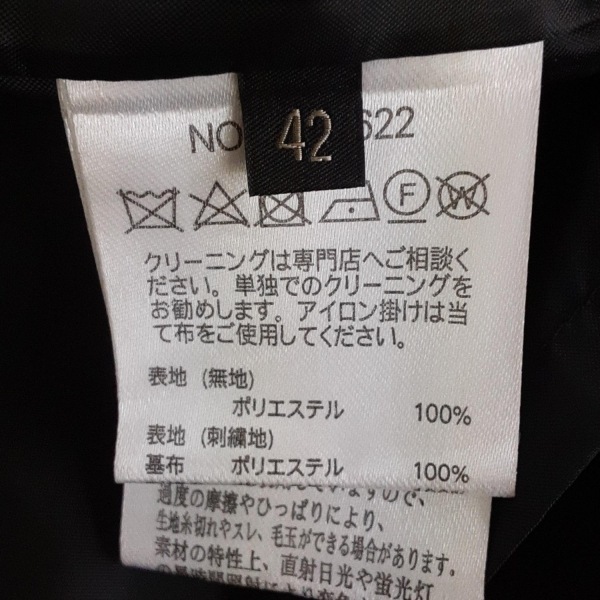 42
NO 622
F
W
クリーニングは専門店へご相談く
ださい。単独でのクリーニングを
お勧めします。アイロン掛けは当
て布をご使用してください。
表地 (無地)
ポリエステル 100%
表地 (刺繍地)
基布 ポリエステル 100%
過度の摩擦やひっぱりにより、
生地糸切れやスレ、毛玉ができる場合があります。
素材の特性上、直射日光や蛍光灯